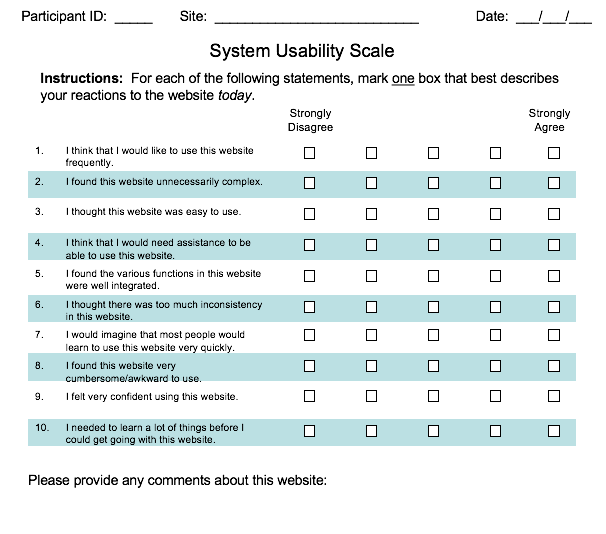 Participant ID: _____ Site: ___________________________ Date: ___/___/___
System Usability Scale
Instructions: For each of the following statements, mark one box that best describes
your reactions to the website today.
Strongly Disagree Strongly Agree
1. I think that I would like to use this website
frequently.
2. I found this website unnecessarily complex.
3. I thought this website was easy to use.
4. I think that I would need assistance to be
able to use this website.
5. I found the various functions in this website
were well integrated.
6. I thought there was too much inconsistency
in this website.
7. I would imagine that most people would
learn to use this website very quickly.
8. I found this website very
cumbersome/awkward to use.
9. I felt very confident using this website.
10. I needed to learn a lot of things before I
could get going with this website.
Please provide any comments about this website: